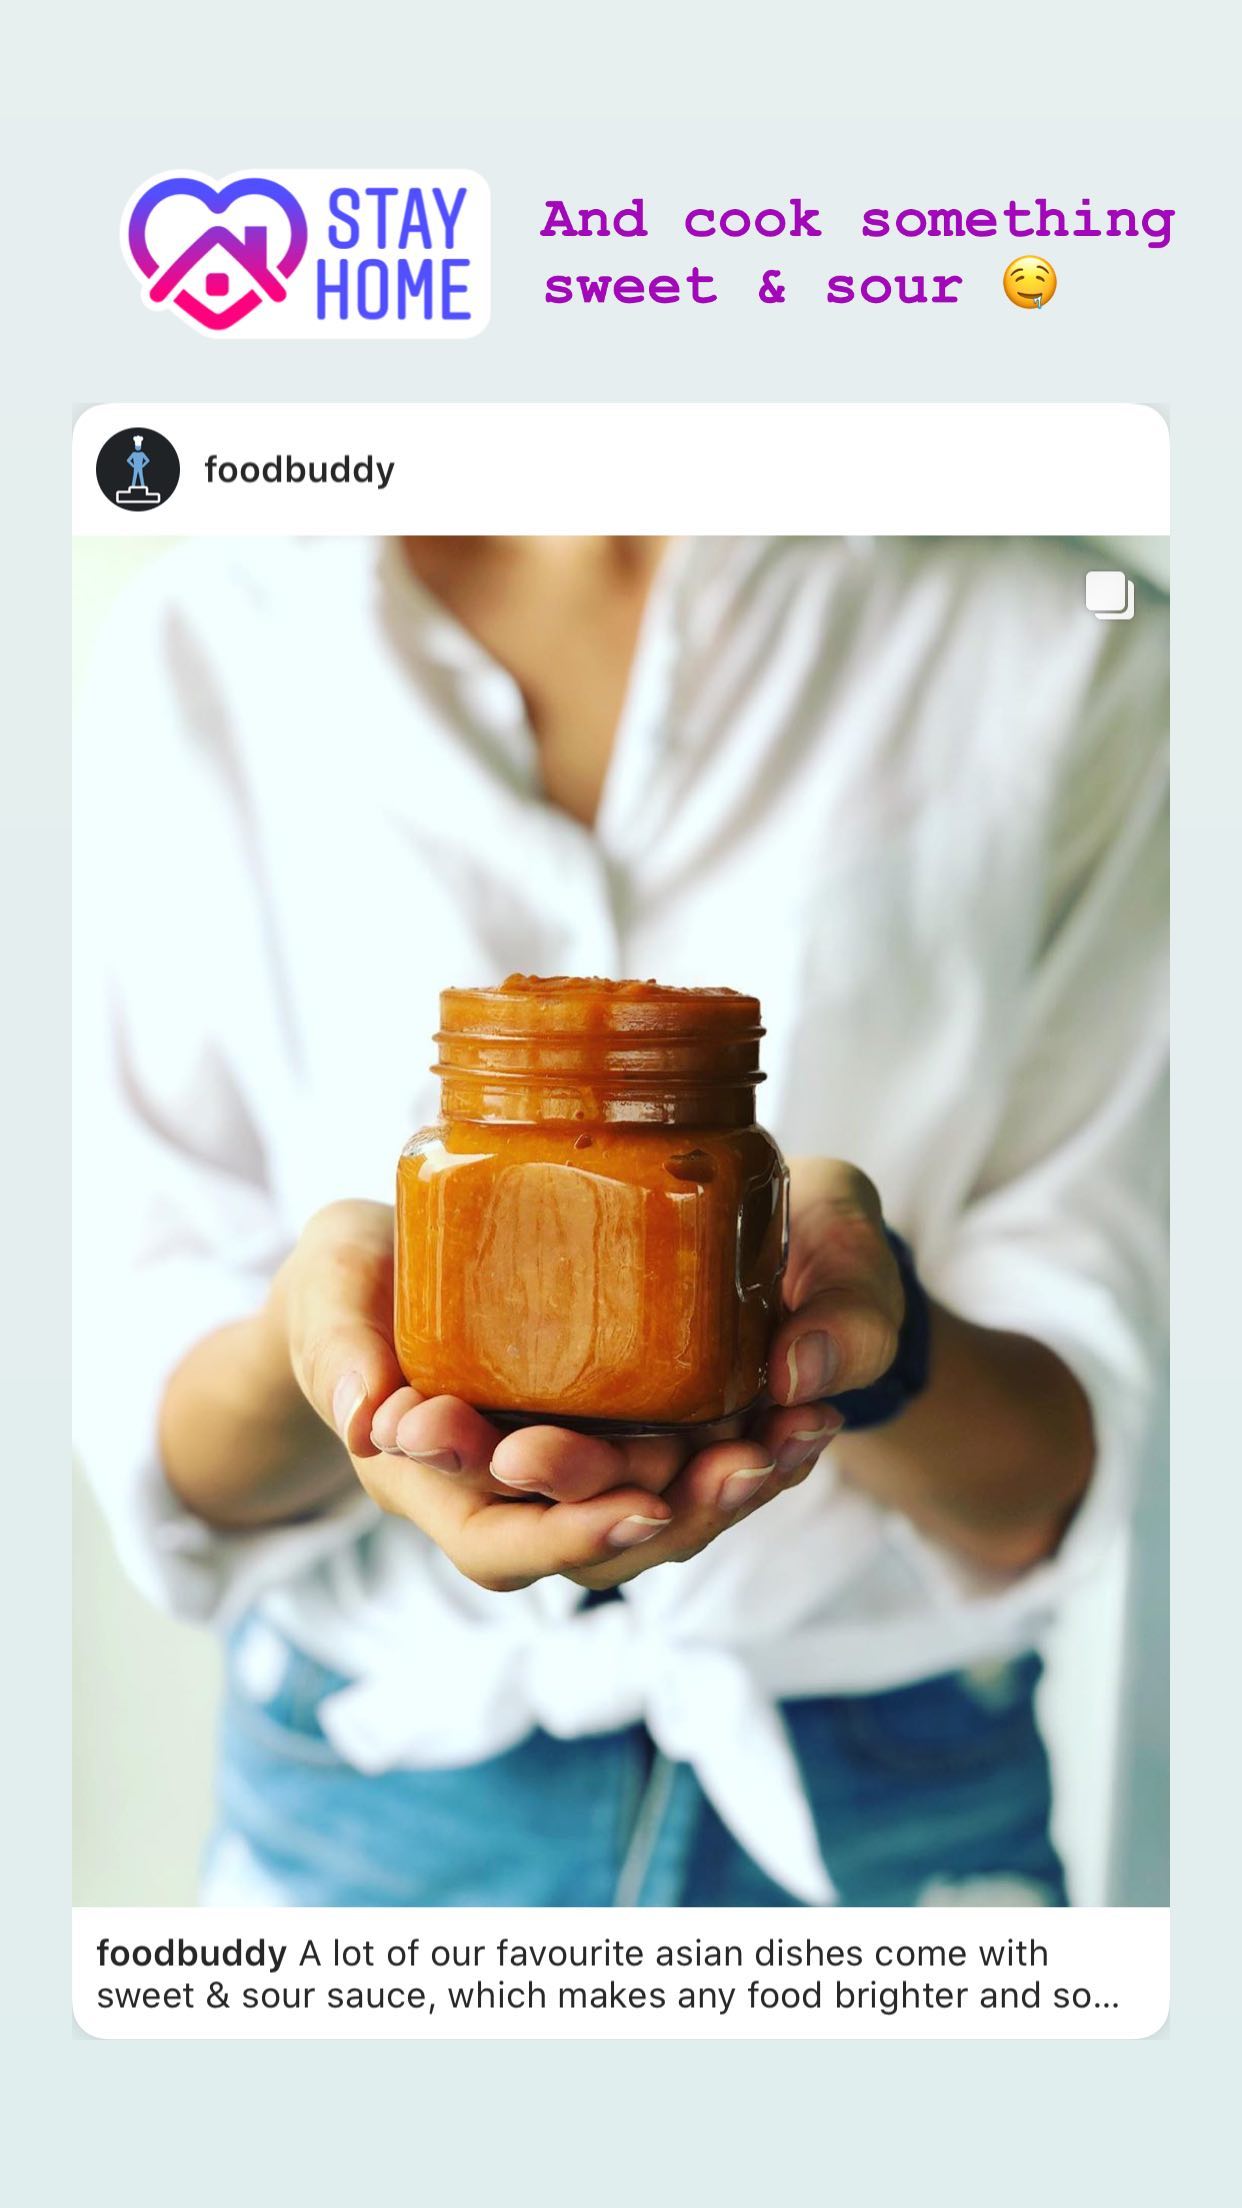 STAY
HOME
And cook something
sweet & sour 🤤
foodbuddy
foodbuddy A lot of our favourite asian dishes come with
sweet & sour sauce, which makes any food brighter and so...